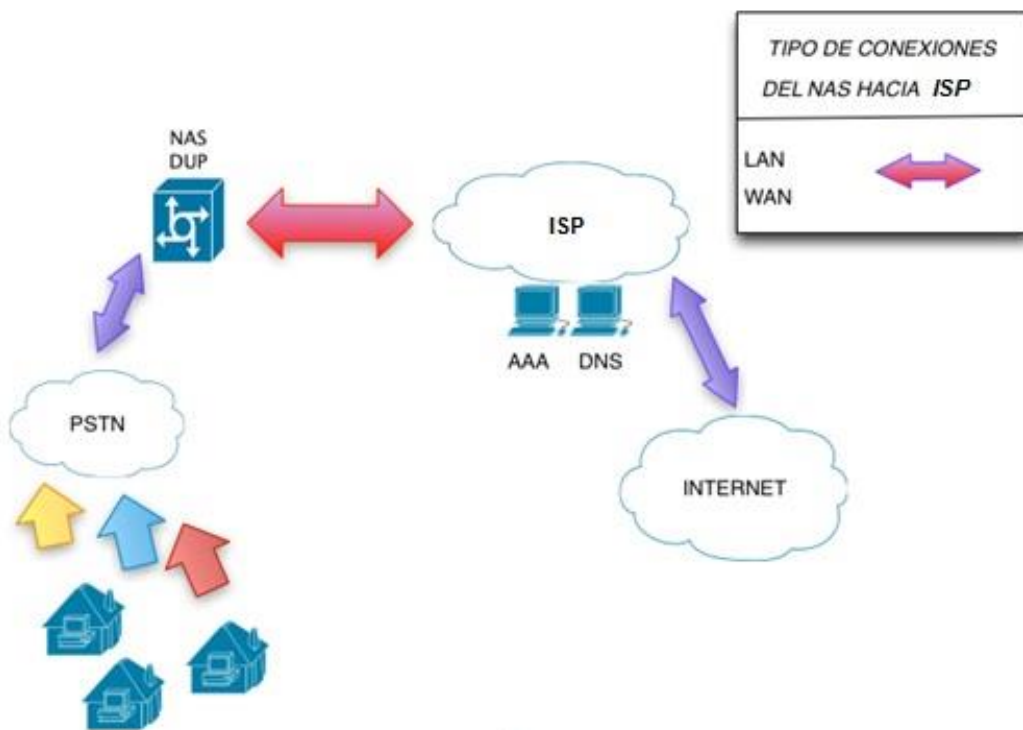 TIPO DE CONEXIONES
DEL NAS HACIA ISP
LAN
WAN
NAS
DUP
ISP
AAA DNS
PSTN
INTERNET